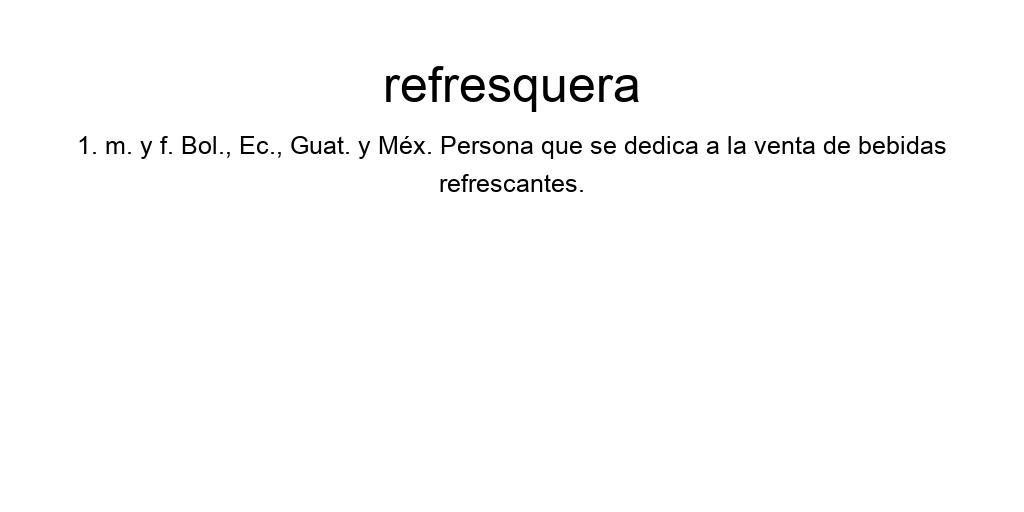 refresquera
1. m. y f. Bol., Ec., Guat. y Méx. Persona que se dedica a la venta de bebidas
refrescantes.